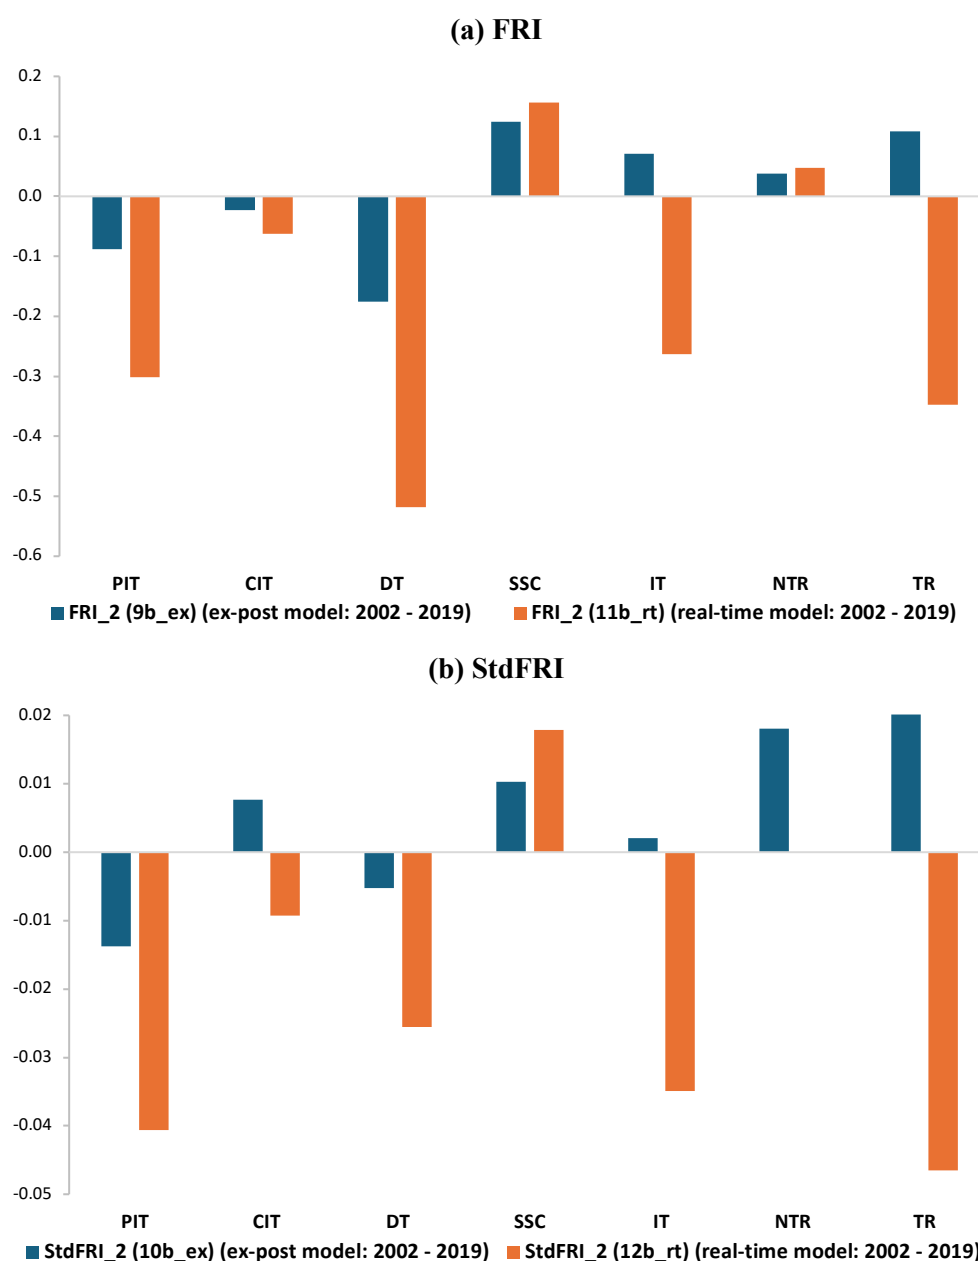 (a) FRI
0.2
0.1
0.0
-0.1
-0.2
-0.3
-0.4
-0.5
-0.6
PIT CIT DT SSC IT NTR TR
FRI_2 (9b_ex) (ex-post model: 2002 - 2019) FRI_2 (11b_rt) (real-time model: 2002 - 2019)
(b) StdFRI
0.02
0.01
0.00
-0.01
-0.02
-0.03
-0.04
-0.05
PIT CIT DT SSC IT NTR TR
StdFRI_2 (10b_ex) (ex-post model: 2002 - 2019) StdFRI_2 (12b_rt) (real-time model: 2002 - 2019)